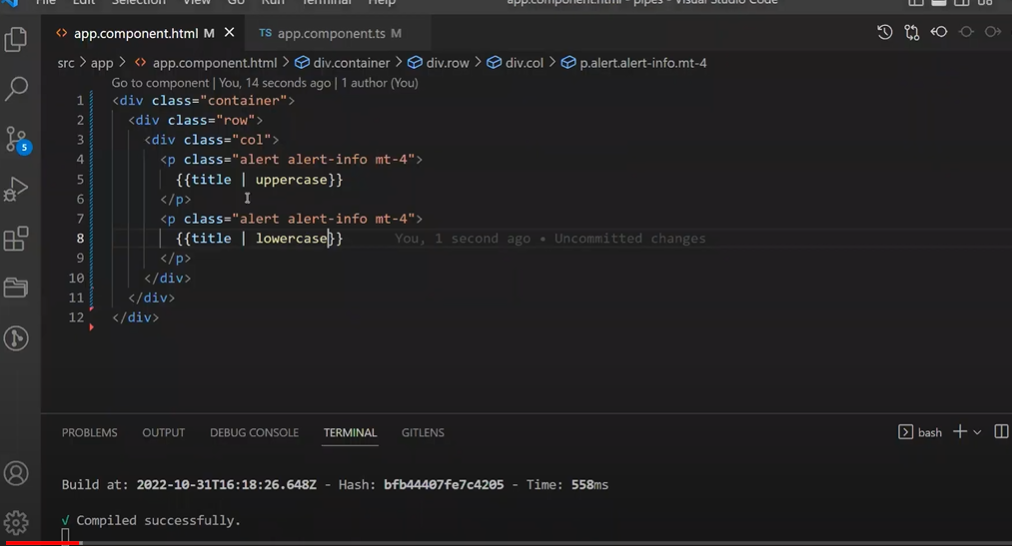 File Edit Selection View Go Run Terminal Help app.component.html - pipes - Visual Studio Code
<> app.component.html M × TS app.component.ts M
src > app > <> app.component.html > div.container > div.row > div.col > p.alert.alert-info.mt-4
Go to component | You, 14 seconds ago | 1 author (You)
1 <div class="container">
2 <div class="row">
3 <div class="col">
4 <p class="alert alert-info mt-4">
5 {{title | uppercase}}
6 </p>
7 <p class="alert alert-info mt-4">
8 {{title | lowercase}} You, 1 second ago • Uncommitted changes
9 </p>
10 </div>
11 </div>
12 </div>
5
PROBLEMS OUTPUT DEBUG CONSOLE TERMINAL GITLENS bash
Build at: 2022-10-31T16:18:26.648Z - Hash: bfb44407fe7c4205 - Time: 558ms
√ Compiled successfully.